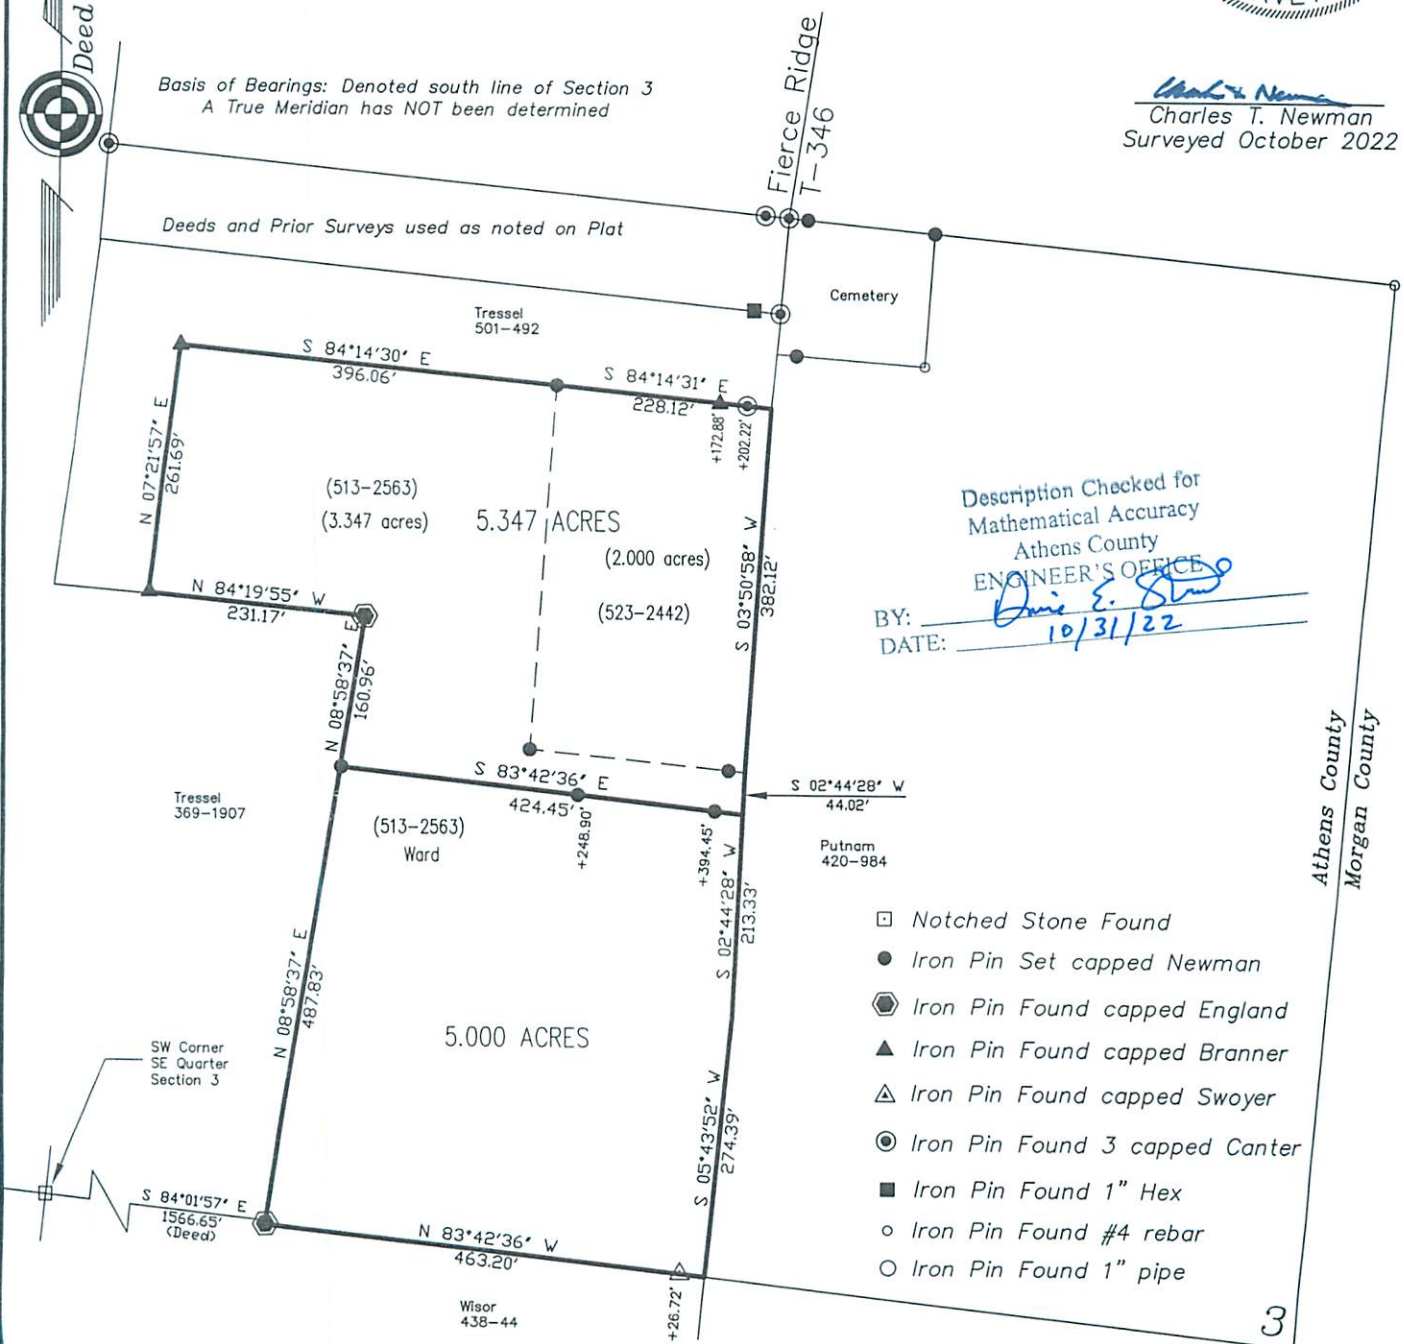 Deed
VEY
Basis of Bearings: Denoted south line of Section 3
A True Meridian has NOT been determined
Charles T. Newman
Surveyed October 2022
Fierce Ridge
T-346
Deeds and Prior Surveys used as noted on Plat
Cemetery
Tressel
501-492
S 84°14'30" E
396.06'
S 84°14'31" E
228.12'
+172.88'
+202.22'
N 07°21'57" E
261.69'
(513-2563)
(3.347 acres)
5.347 ACRES
(2.000 acres)
(523-2442)
S 03°50'58" W
382.12'
Description Checked for
Mathematical Accuracy
Athens County
ENGINEER'S OFFICE
BY:
DATE: 10/31/22
N 84°19'55" W
231.17'
N 08°58'37" E
160.96'
S 83°42'36" E
424.45'
+248.90'
+394.45'
S 02°44'28" W
44.02'
Tressel
369-1907
(513-2563)
Ward
Putnam
420-984
S 02°44'28" W
213.33'
Athens County
Morgan County
N 08°58'37" E
487.83'
5.000 ACRES
S 05°43'52" W
274.39'
SW Corner
SE Quarter
Section 3
S 84°01'57" E
1566.65'
(Deed)
N 83°42'36" W
463.20'
+26.72'
Wisor
438-44
Notched Stone Found
Iron Pin Set capped Newman
Iron Pin Found capped England
Iron Pin Found capped Branner
Iron Pin Found capped Swoyer
Iron Pin Found 3 capped Canter
Iron Pin Found 1" Hex
Iron Pin Found #4 rebar
Iron Pin Found 1" pipe
3